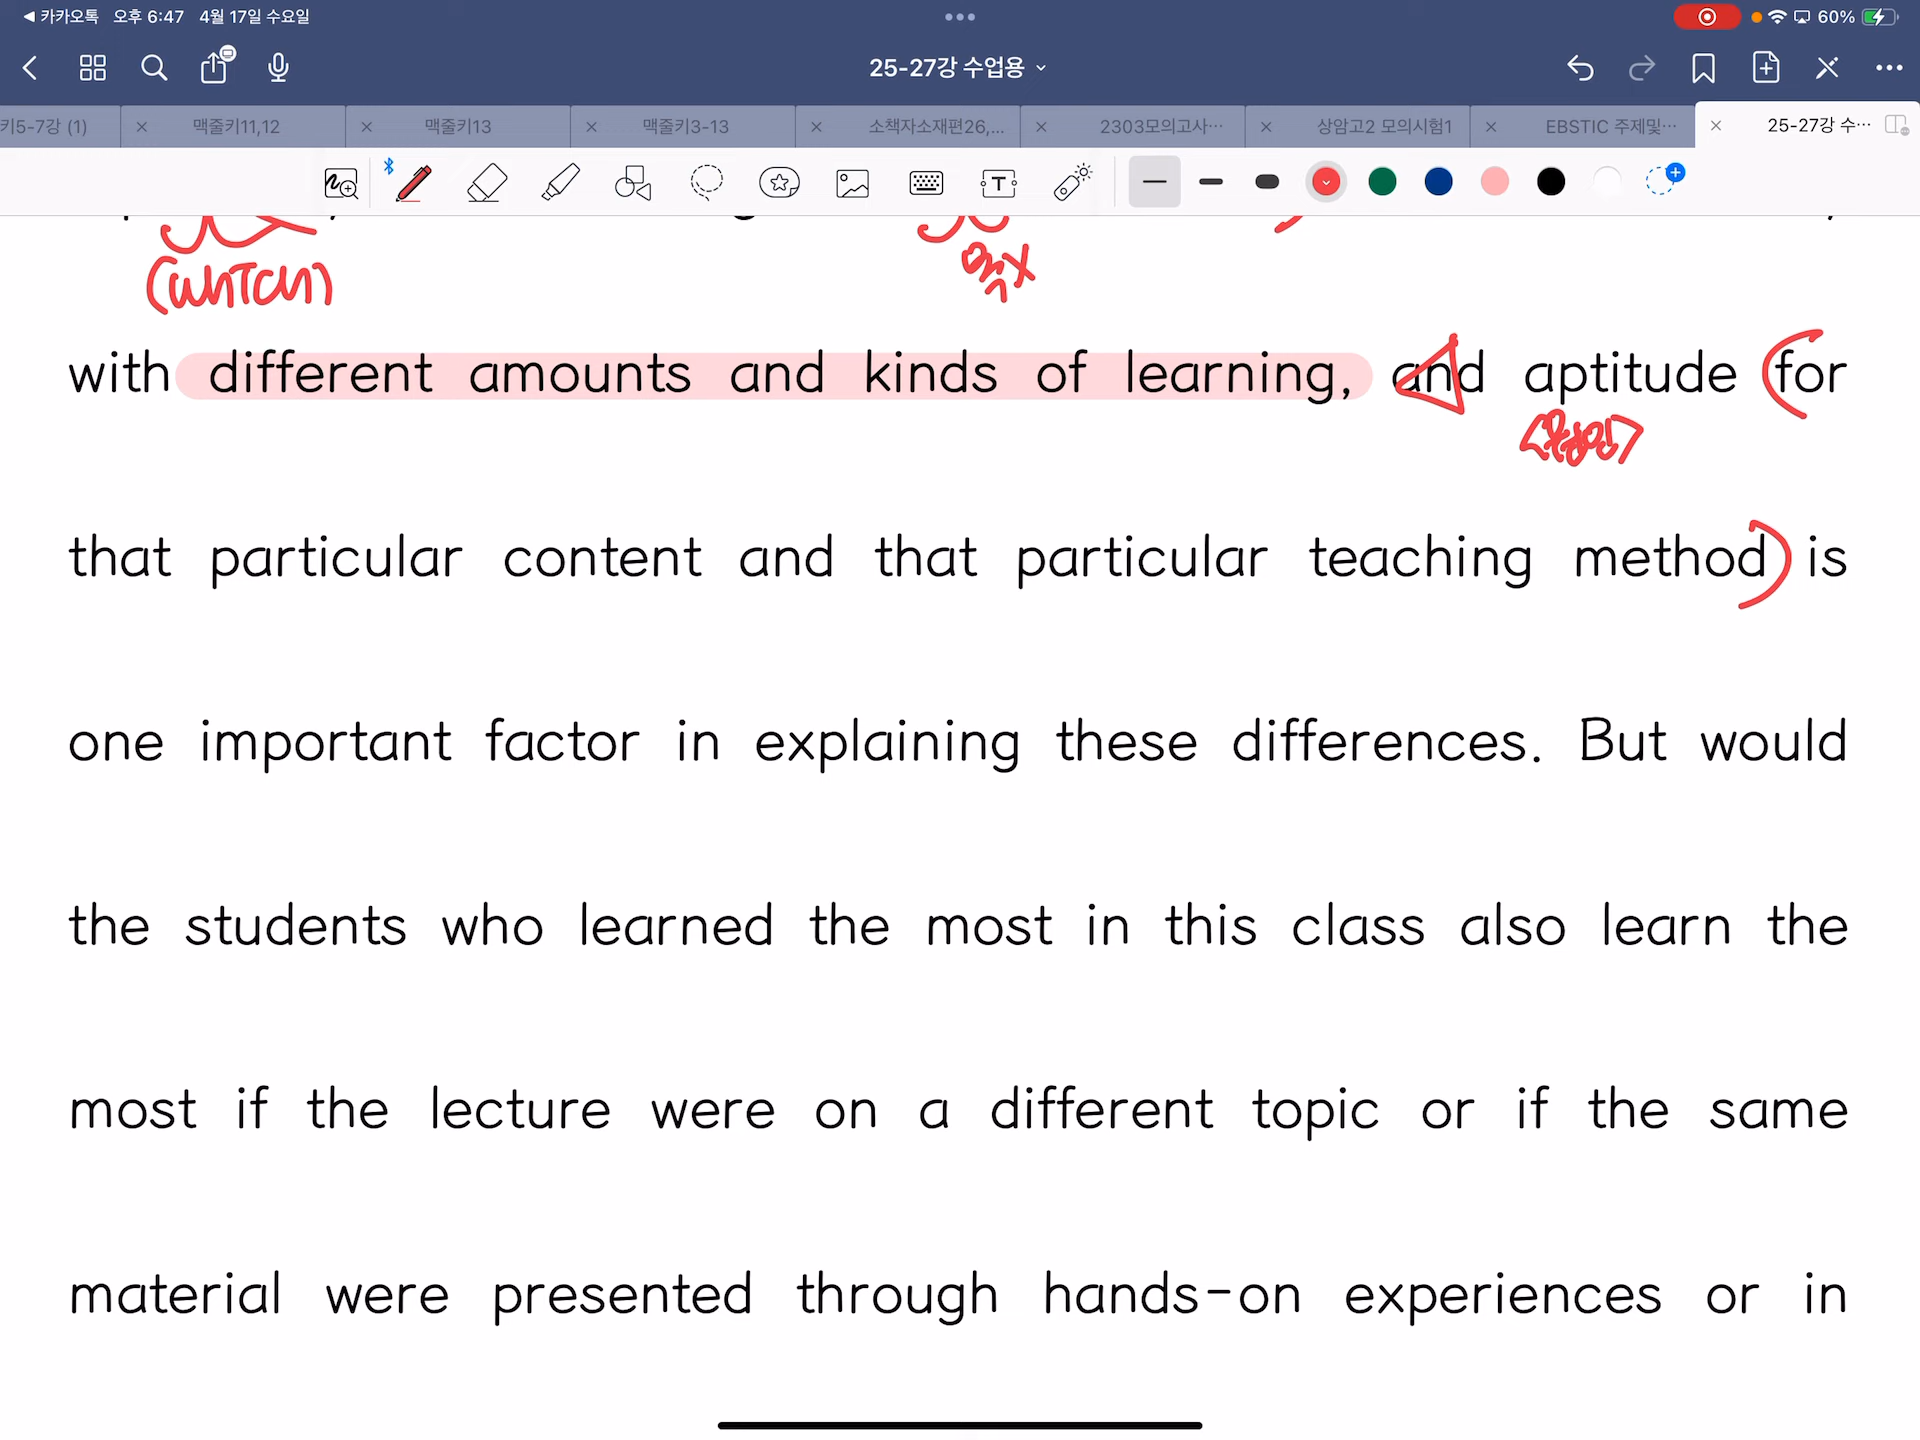 ◀ 카카오톡 오후 6:47 4월 17일 수요일 60%
25-27강 수업용
키5-7강 (1) 맥줄키11,12 맥줄키13 맥줄키3-13 소책자소재편26,... 2303모의고사… 상암고2 모의시험1 EBSTIC 주제및… 25-27강 수…
(which)
with different amounts and kinds of learning, and aptitude (for
that particular content and that particular teaching method) is
one important factor in explaining these differences. But would
the students who learned the most in this class also learn the
most if the lecture were on a different topic or if the same
material were presented through hands-on experiences or in